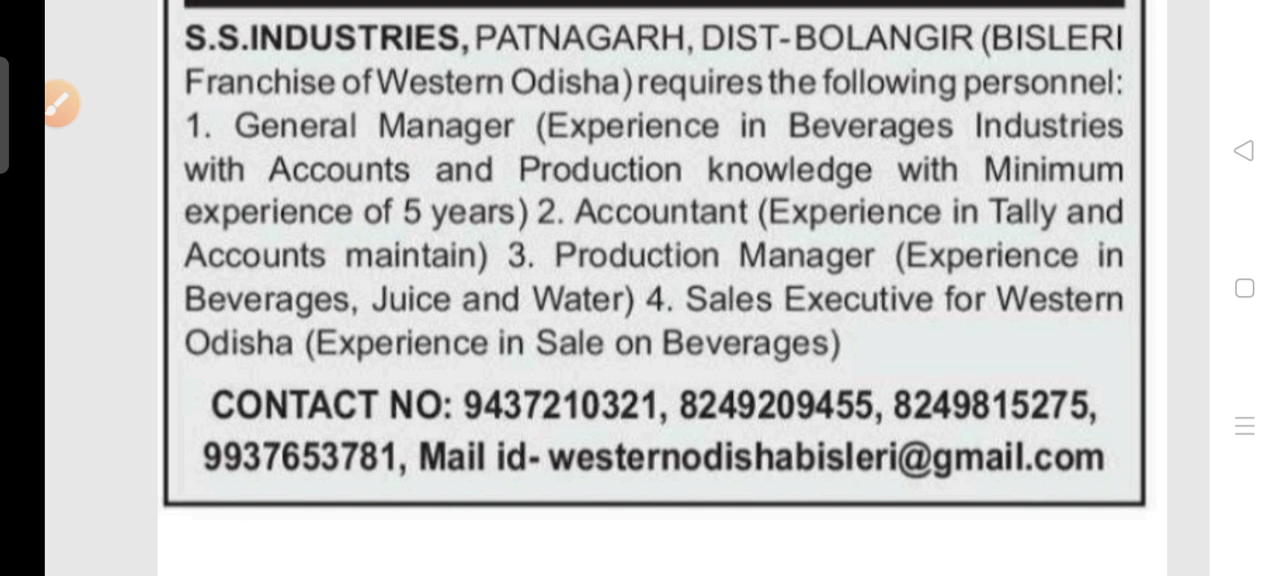 S.S.INDUSTRIES, PATNAGARH, DIST-BOLANGIR (BISLERI
Franchise of Western Odisha) requires the following personnel:
1. General Manager (Experience in Beverages Industries
with Accounts and Production knowledge with Minimum
experience of 5 years) 2. Accountant (Experience in Tally and
Accounts maintain) 3. Production Manager (Experience in
Beverages, Juice and Water) 4. Sales Executive for Western
Odisha (Experience in Sale on Beverages)
CONTACT NO: 9437210321, 8249209455, 8249815275,
9937653781, Mail id- westernodishabisleri@gmail.com